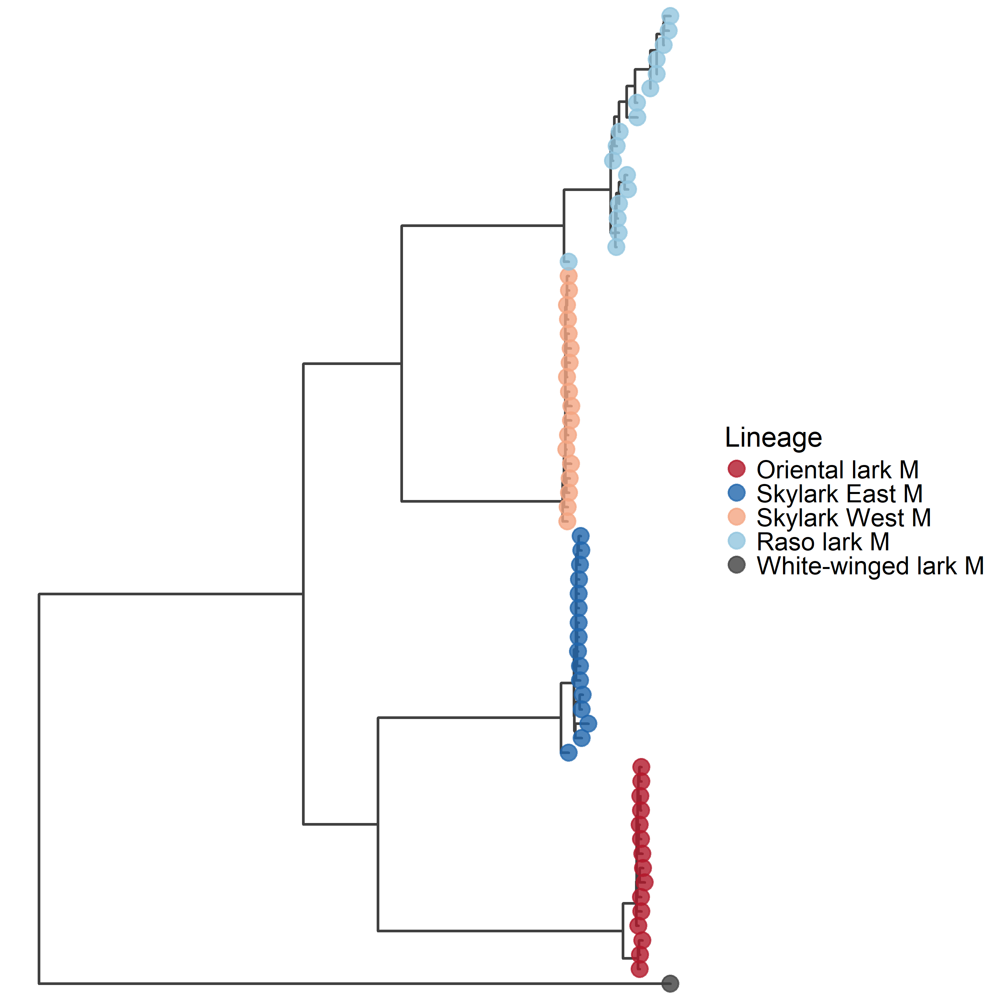 Lineage
Oriental lark M
Skylark East M
Skylark West M
Raso lark M
White-winged lark M